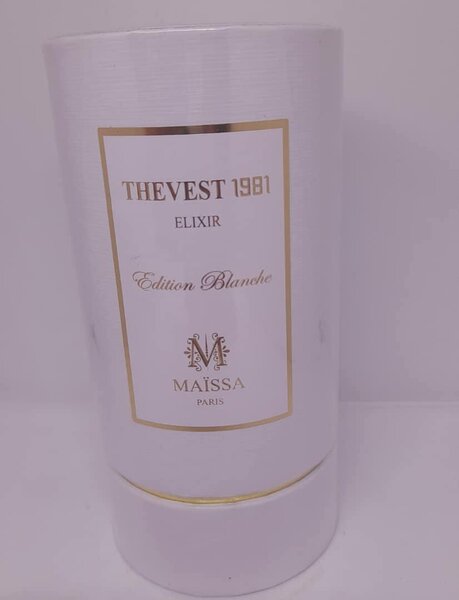 THEVEST 1981
ELIXIR
Edition Blanche
M
MAÏSSA
PARIS